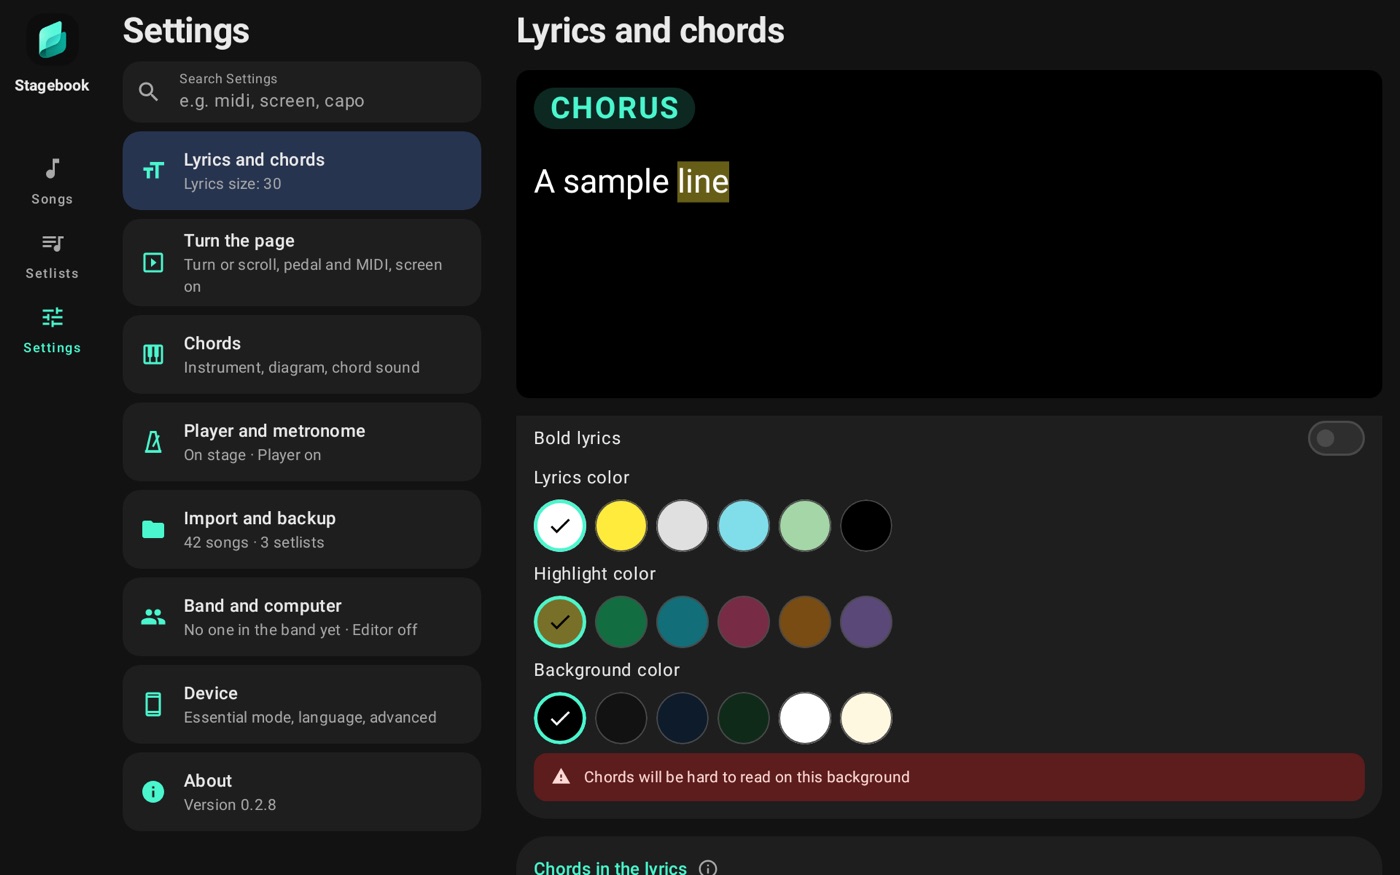 Stagebook
Songs
Setlists
Settings
Settings
Search Settings
e.g. midi, screen, capo
Lyrics and chords
Lyrics size: 30
Turn the page
Turn or scroll, pedal and MIDI, screen
on
Chords
Instrument, diagram, chord sound
Player and metronome
On stage · Player on
Import and backup
42 songs · 3 setlists
Band and computer
No one in the band yet · Editor off
Device
Essential mode, language, advanced
About
Version 0.2.8
Lyrics and chords
CHORUS
A sample line
Bold lyrics
Lyrics color
Highlight color
Background color
Chords will be hard to read on this background
Chords in the lyrics